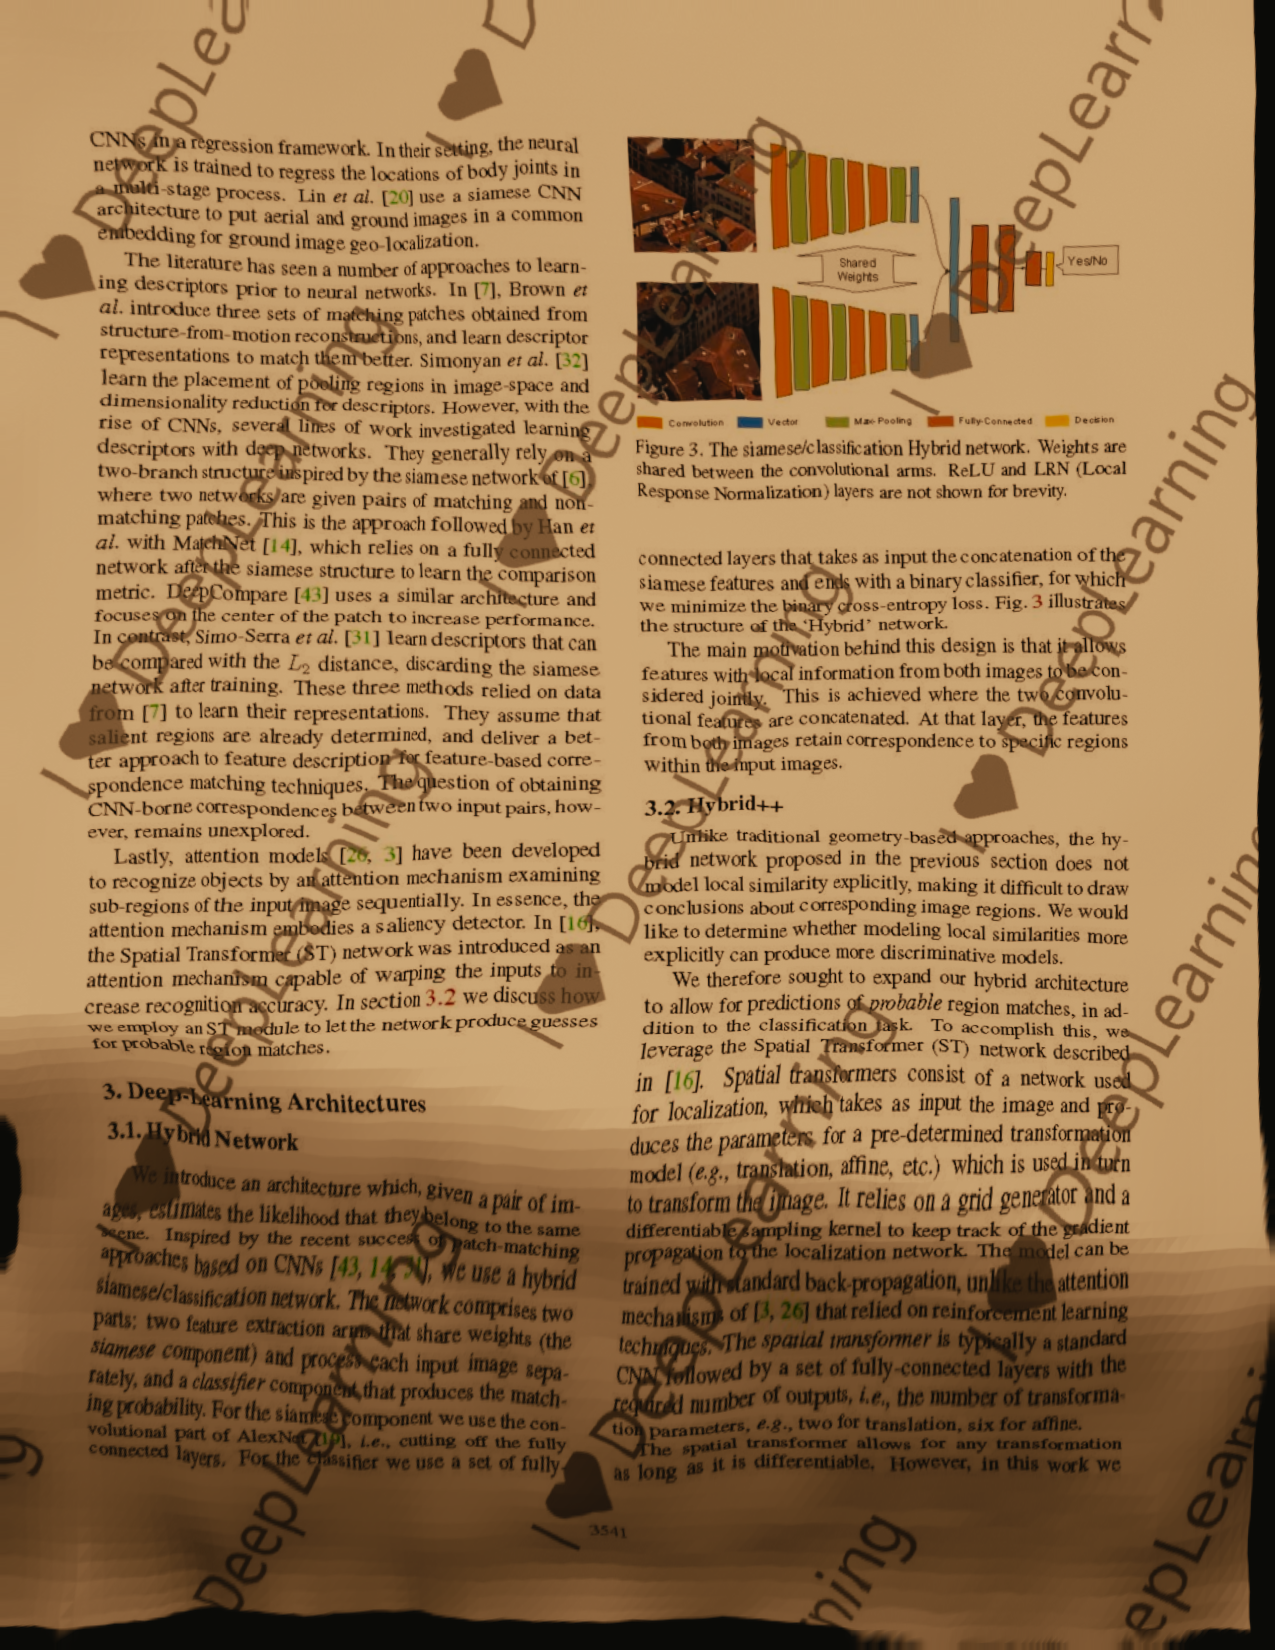 CNNs in a regression framework. In their setting, the neural
network is trained to regress the locations of body joints in
a multi-stage process. Lin et al. [20] use a siamese CNN
architecture to put aerial and ground images in a common
embedding for ground image geo-localization.
The literature has seen a number of approaches to learn-
ing descriptors prior to neural networks. In [7], Brown et
al. introduce three sets of matching patches obtained from
structure-from-motion reconstructions, and learn descriptor
representations to match them better. Simonyan et al. [32]
learn the placement of pooling regions in image-space and
dimensionality reduction for descriptors. However, with the
rise of CNNs, several lines of work investigated learning
descriptors with deep networks. They generally rely on a
two-branch structure inspired by the siamese network of [6],
where two networks are given pairs of matching and non-
matching patches. This is the approach followed by Han et
al. with MatchNet [14], which relies on a fully connected
network after the siamese structure to learn the comparison
metric. DeepCompare [43] uses a similar architecture and
focuses on the center of the patch to increase performance.
In contrast, Simo-Serra et al. [31] learn descriptors that can
be compared with the L2 distance, discarding the siamese
network after training. These three methods relied on data
from [7] to learn their representations. They assume that
salient regions are already determined, and deliver a bet-
ter approach to feature description for feature-based corre-
spondence matching techniques. The question of obtaining
CNN-borne correspondences between two input pairs, how-
ever, remains unexplored.
Lastly, attention models [26, 3] have been developed
to recognize objects by an attention mechanism examining
sub-regions of the input image sequentially. In essence, the
attention mechanism embodies a saliency detector. In [16],
the Spatial Transformer (ST) network was introduced as an
attention mechanism capable of warping the inputs to in-
crease recognition accuracy. In section 3.2 we discuss how
we employ an ST module to let the network produce guesses
for probable region matches.
3. Deep-Learning Architectures
3.1. Hybrid Network
We introduce an architecture which, given a pair of im-
ages, estimates the likelihood that they belong to the same
scene. Inspired by the recent success of patch-matching
approaches based on CNNs [43, 14, 31], we use a hybrid
siamese/classification network. The network comprises two
parts: two feature extraction arms that share weights (the
siamese component) and process each input image sepa-
rately, and a classifier component that produces the match-
ing probability. For the siamese component we use the con-
volutional part of AlexNet [19], i.e., cutting off the fully
connected layers. For the classifier we use a set of fully-
Shared
Weights
Yes/No
Convolution Vector Max-Pooling Fully-Connected Decision
Figure 3. The siamese/classification Hybrid network. Weights are
shared between the convolutional arms. ReLU and LRN (Local
Response Normalization) layers are not shown for brevity.
connected layers that takes as input the concatenation of the
siamese features and ends with a binary classifier, for which
we minimize the binary cross-entropy loss. Fig. 3 illustrates
the structure of the 'Hybrid' network.
The main motivation behind this design is that it allows
features with local information from both images to be con-
sidered jointly. This is achieved where the two convolu-
tional features are concatenated. At that layer, the features
from both images retain correspondence to specific regions
within the input images.
3.2. Hybrid++
Unlike traditional geometry-based approaches, the hy-
brid network proposed in the previous section does not
model local similarity explicitly, making it difficult to draw
conclusions about corresponding image regions. We would
like to determine whether modeling local similarities more
explicitly can produce more discriminative models.
We therefore sought to expand our hybrid architecture
to allow for predictions of probable region matches, in ad-
dition to the classification task. To accomplish this, we
leverage the Spatial Transformer (ST) network described
in [16]. Spatial transformers consist of a network used
for localization, which takes as input the image and pro-
duces the parameters for a pre-determined transformation
model (e.g., translation, affine, etc.) which is used in turn
to transform the image. It relies on a grid generator and a
differentiable sampling kernel to keep track of the gradient
propagation to the localization network. The model can be
trained with standard back-propagation, unlike the attention
mechanisms of [3, 26] that relied on reinforcement learning
techniques. The spatial transformer is typically a standard
CNN followed by a set of fully-connected layers with the
required number of outputs, i.e., the number of transforma-
tion parameters, e.g., two for translation, six for affine.
The spatial transformer allows for any transformation
as long as it is differentiable. However, in this work we
3541